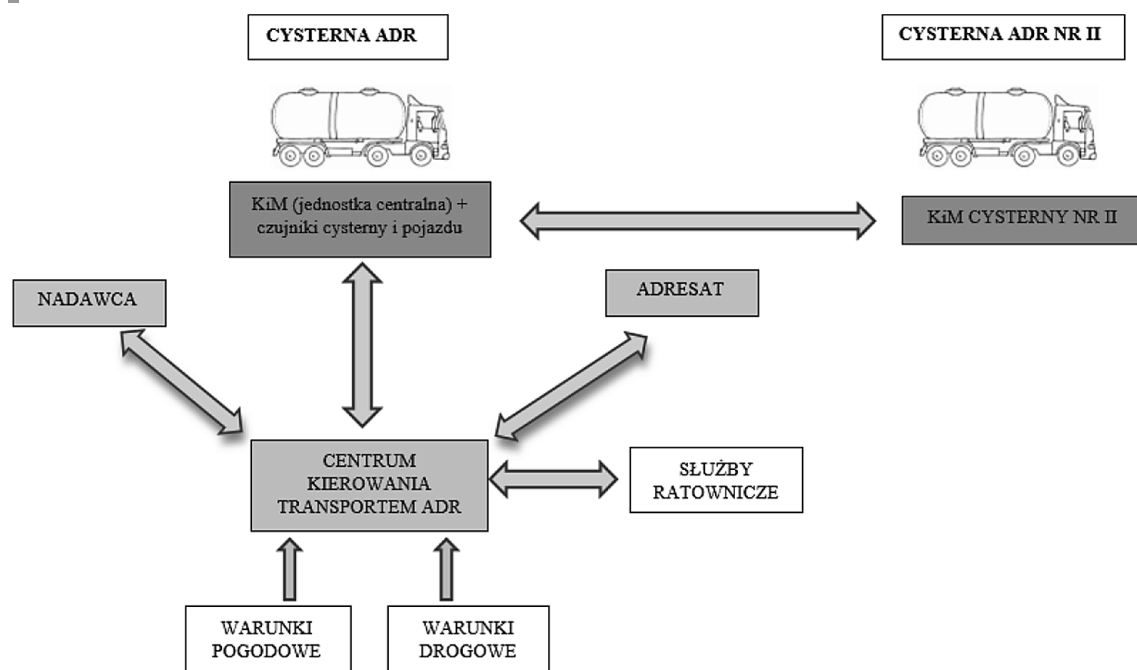 CYSTERNA ADR
CYSTERNA ADR NR II
KiM (jednostka centralna) +
czujniki cysterny i pojazdu
KiM CYSTERNY NR II
NADAWCA
ADRESAT
CENTRUM
KIEROWANIA
TRANSPORTEM ADR
SŁUŻBY
RATOWNICZE
WARUNKI
POGODOWE
WARUNKI
DROGOWE